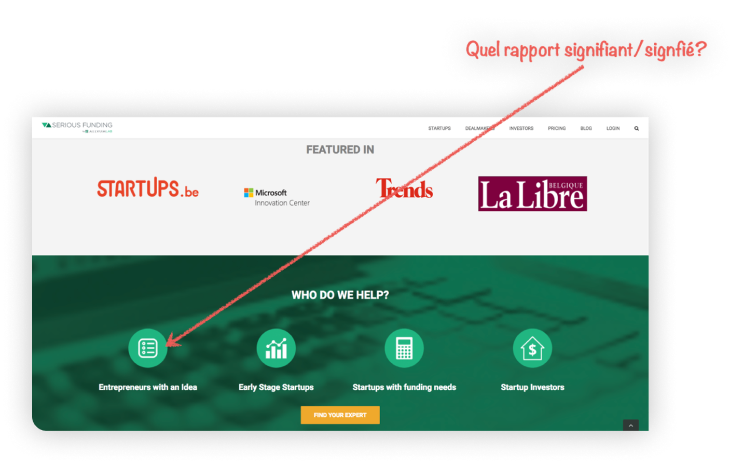 Quel rapport signifiant/signfié?
SERIOUS FUNDING
STARTUPS DEALMAKERS INVESTORS PRICING BLOG LOGIN
FEATURED IN
STARTUPS.be
Microsoft
Innovation Center
Trends
La Libre BELGIQUE
WHO DO WE HELP?
Entrepreneurs with an Idea Early Stage Startups Startups with funding needs Startup Investors
FIND YOUR EXPERT